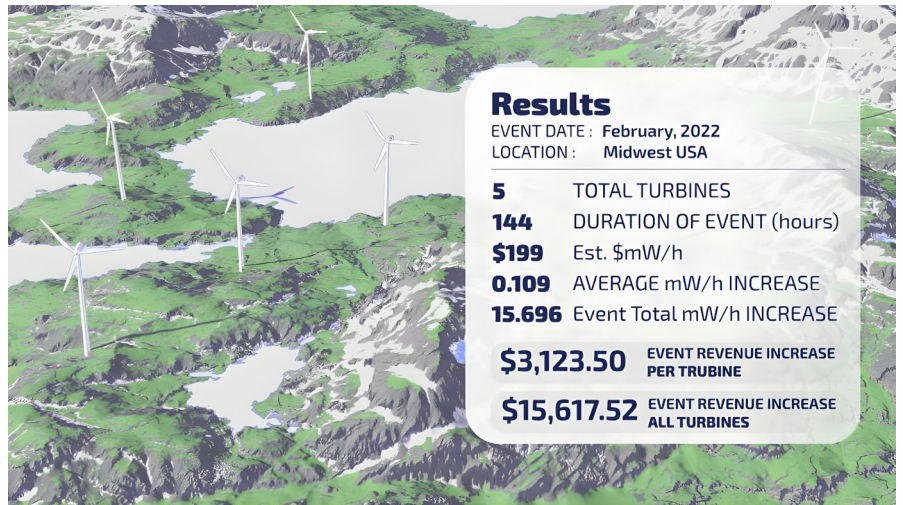 Results
EVENT DATE : February, 2022
LOCATION : Midwest USA
5 TOTAL TURBINES
144 DURATION OF EVENT (hours)
$199 Est. $mW/h
0.109 AVERAGE mW/h INCREASE
15.696 Event Total mW/h INCREASE
$3,123.50 EVENT REVENUE INCREASE
PER TRUBINE
$15,617.52 EVENT REVENUE INCREASE
ALL TURBINES